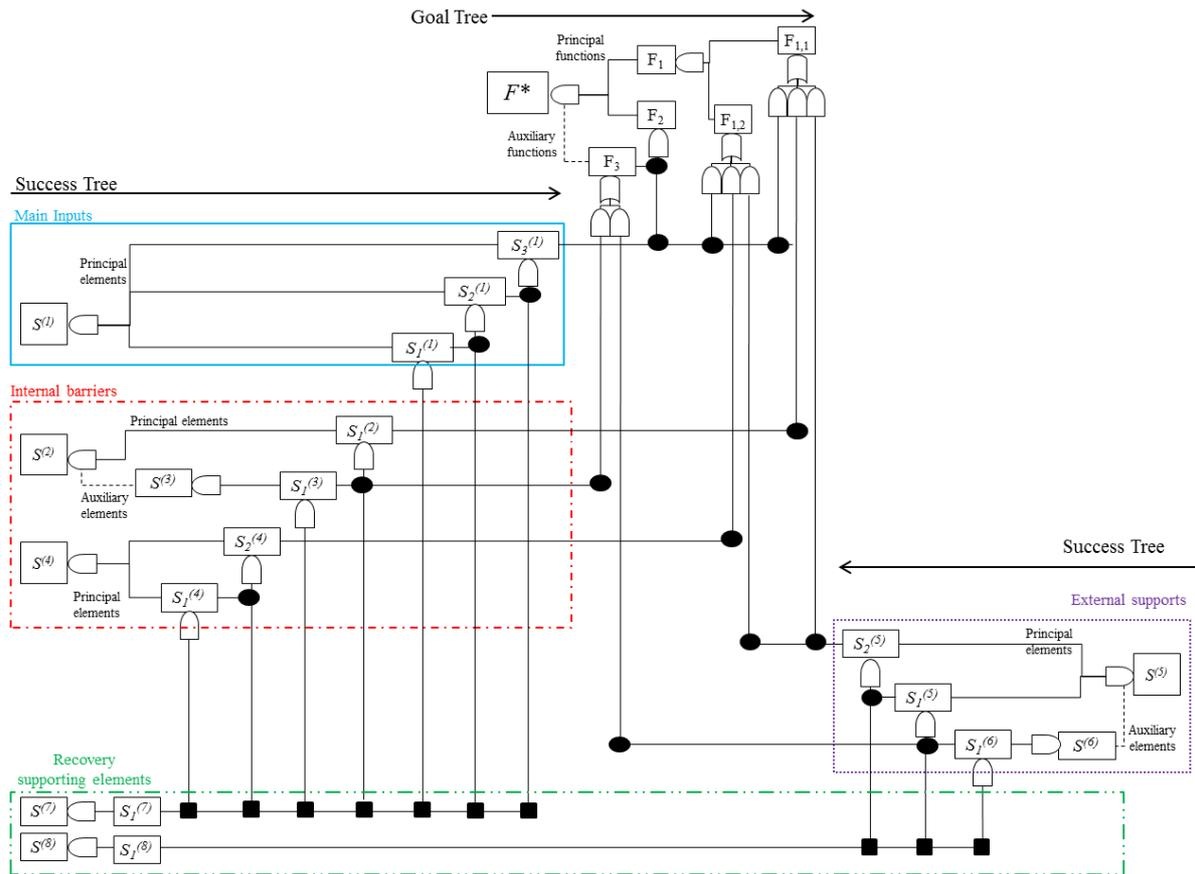 Goal Tree
Principal
functions
F₁,₁
F₁
F*
F₂
F₁,₂
Auxiliary
functions
F₃
Success Tree
Main Inputs
S₃⁽¹⁾
Principal
elements
S₂⁽¹⁾
S⁽¹⁾
S₁⁽¹⁾
Internal barriers
Principal elements
S₁⁽²⁾
S⁽²⁾
S⁽³⁾
S₁⁽³⁾
Auxiliary
elements
S₂⁽⁴⁾
S⁽⁴⁾
Principal
elements
S₁⁽⁴⁾
Success Tree
External supports
S₂⁽⁵⁾
Principal
elements
S⁽⁵⁾
S₁⁽⁵⁾
S₁⁽⁶⁾
S⁽⁶⁾
Auxiliary
elements
Recovery
supporting elements
S⁽⁷⁾ S₁⁽⁷⁾
S⁽⁸⁾ S₁⁽⁸⁾